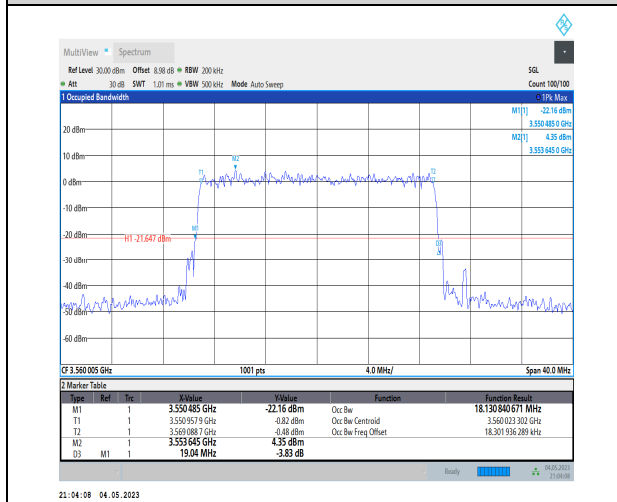 MultiView Spectrum
Ref Level 30.00 dBm Offset 8.98 dB RBW 200 kHz SGL
Att 30 dB SWT 1.01 ms VBW 500 kHz Mode Auto Sweep Count 100/100
1 Occupied Bandwidth 1Pk Max
M1[1] -22.16 dBm
3.550 485 0 GHz
M2[1] 4.35 dBm
3.553 645 0 GHz
20 dBm
10 dBm
M2
T1 T2
0 dBm
-10 dBm
M1
-20 dBm
H1 -21.647 dBm
D3
-30 dBm
-40 dBm
-50 dBm
-60 dBm
CF 3.560 005 GHz 1001 pts 4.0 MHz/ Span 40.0 MHz
2 Marker Table
Type Ref Trc X-Value Y-Value Function Function Result
M1 1 3.550 485 GHz -22.16 dBm Occ Bw 18.130 840 671 MHz
T1 1 3.550 957 9 GHz -0.82 dBm Occ Bw Centroid 3.560 023 302 GHz
T2 1 3.569 088 7 GHz -0.48 dBm Occ Bw Freq Offset 18.301 936 289 kHz
M2 1 3.553 645 GHz 4.35 dBm
D3 M1 1 19.04 MHz -3.83 dB
Ready 04.05.2023
21:04:08
21:04:08 04.05.2023